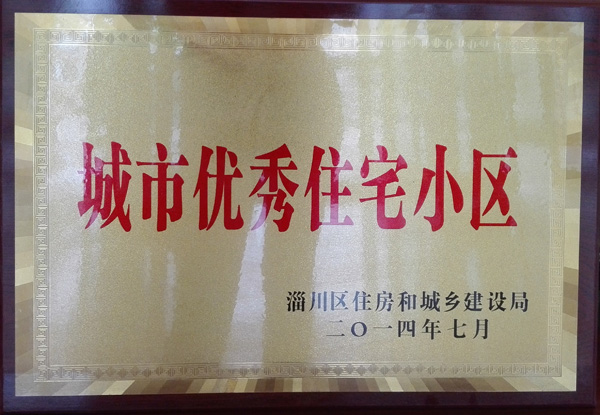 城市优秀住宅小区
淄川区住房和城乡建设局
二〇一四年七月